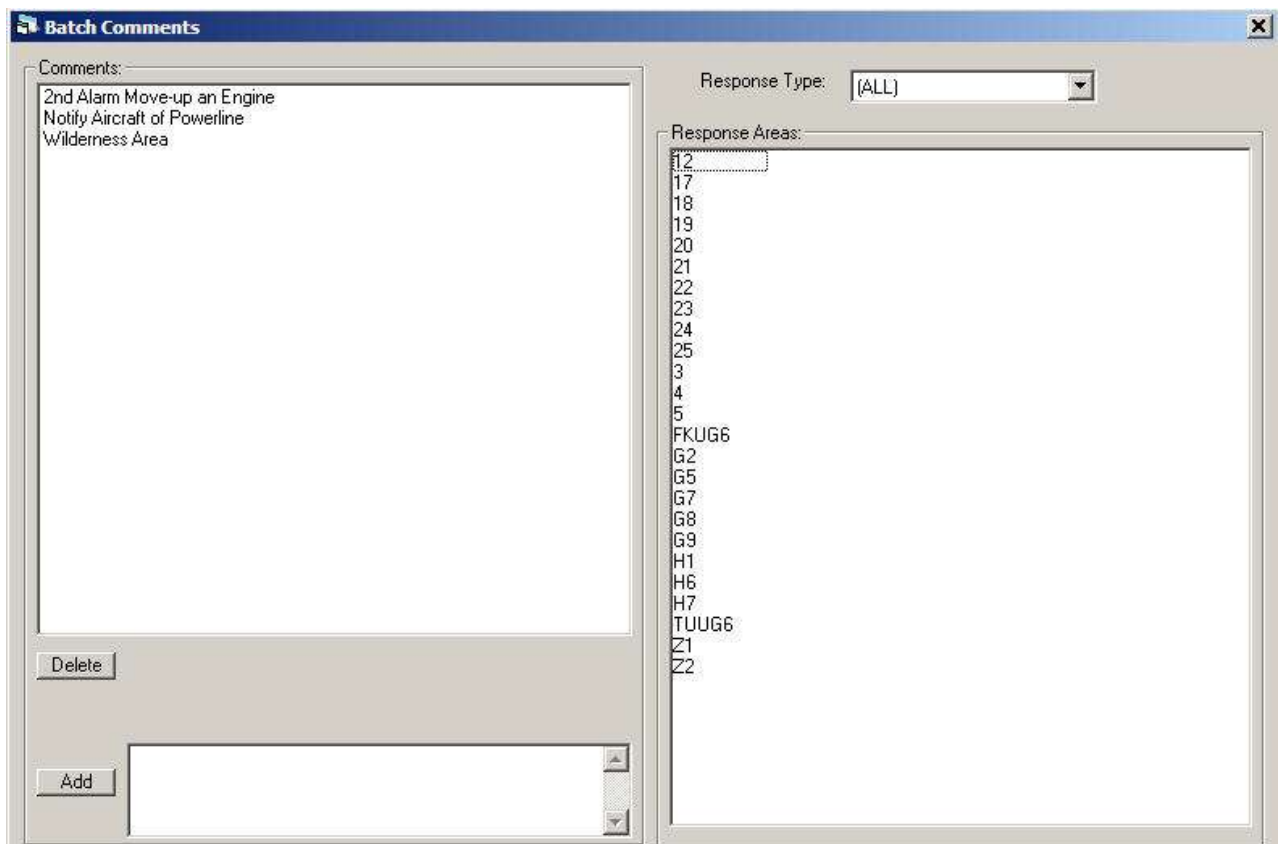 Batch Comments
Comments:
2nd Alarm Move-up an Engine
Notify Aircraft of Powerline
Wilderness Area
Delete
Add
Response Type:
(ALL)
Response Areas:
12
17
18
19
20
21
22
23
24
25
3
4
5
FKUG6
G2
G5
G7
G8
G9
H1
H6
H7
TUUG6
Z1
Z2